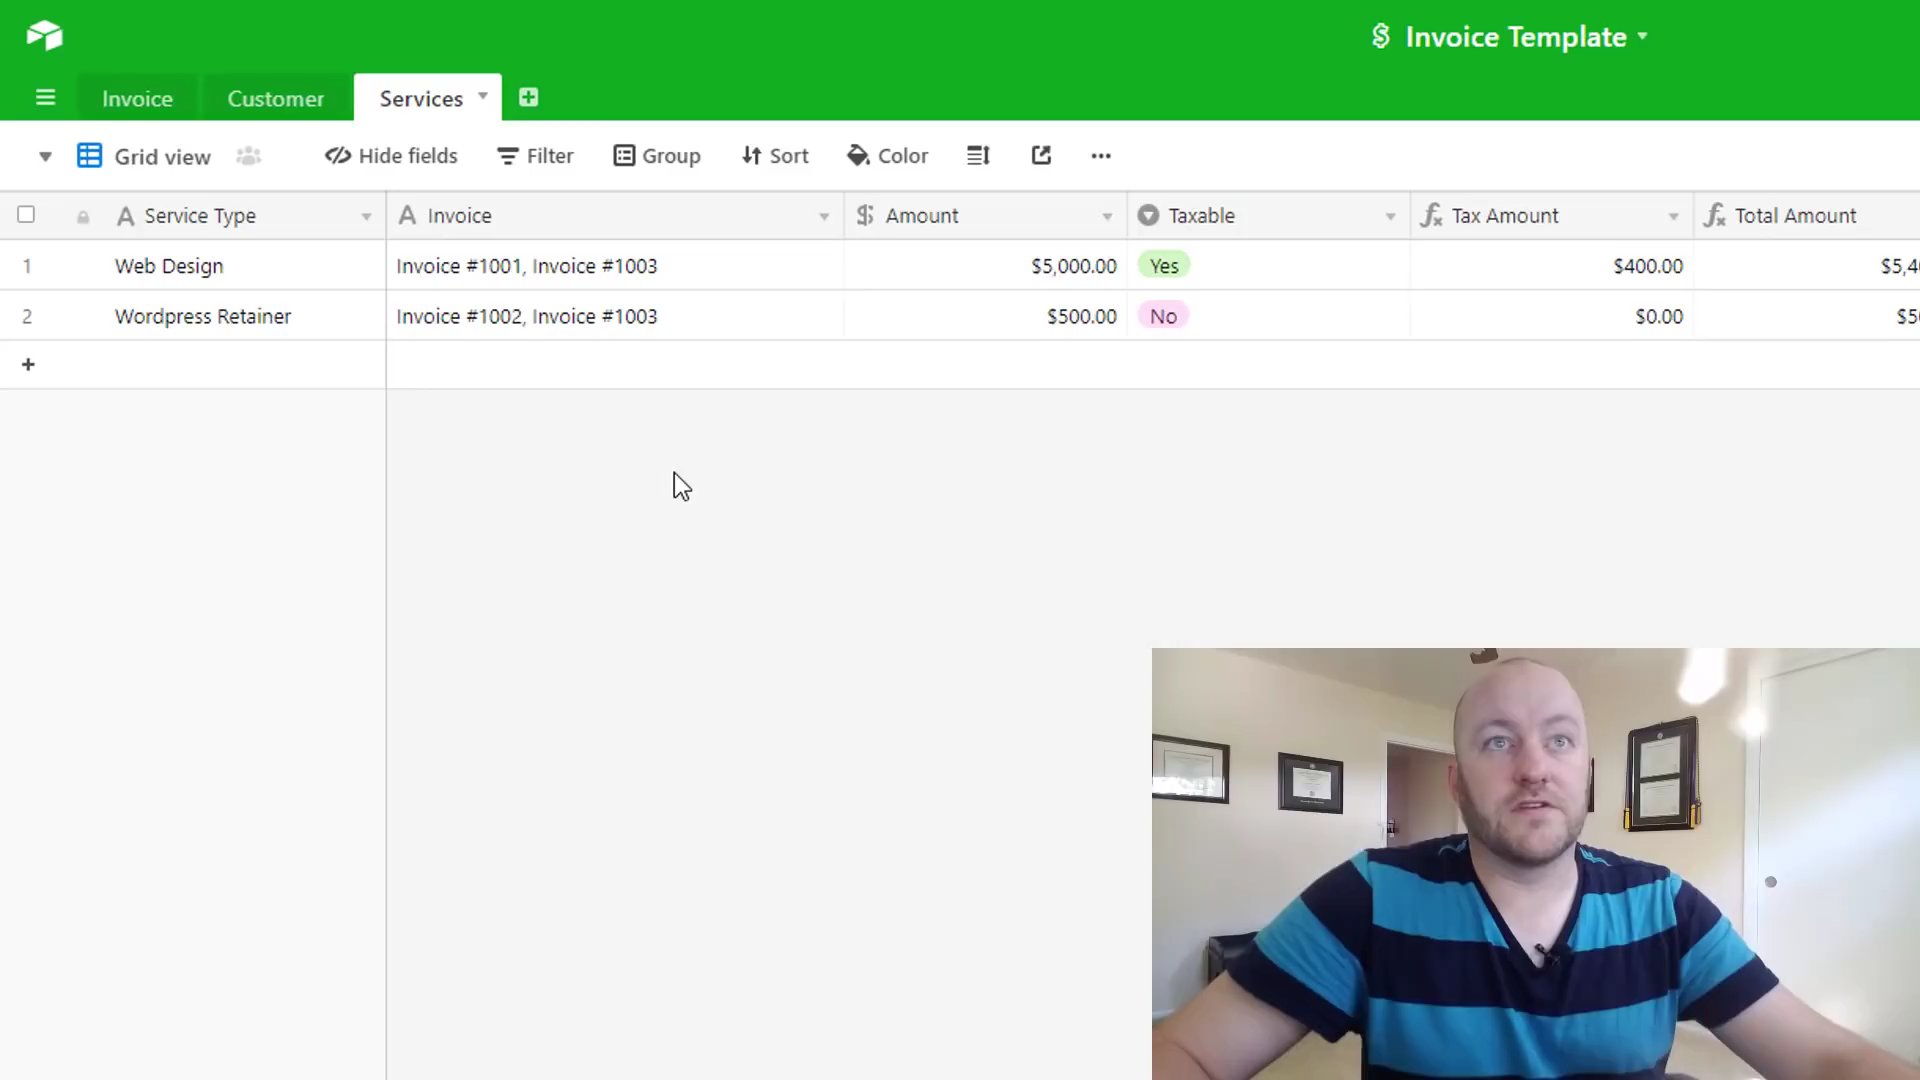 Invoice Template
Invoice Customer Services
Grid view Hide fields Filter Group Sort Color
Service Type Invoice Amount Taxable Tax Amount Total Amount
1 Web Design Invoice #1001, Invoice #1003 $5,000.00 Yes $400.00 $5,4
2 Wordpress Retainer Invoice #1002, Invoice #1003 $500.00 No $0.00